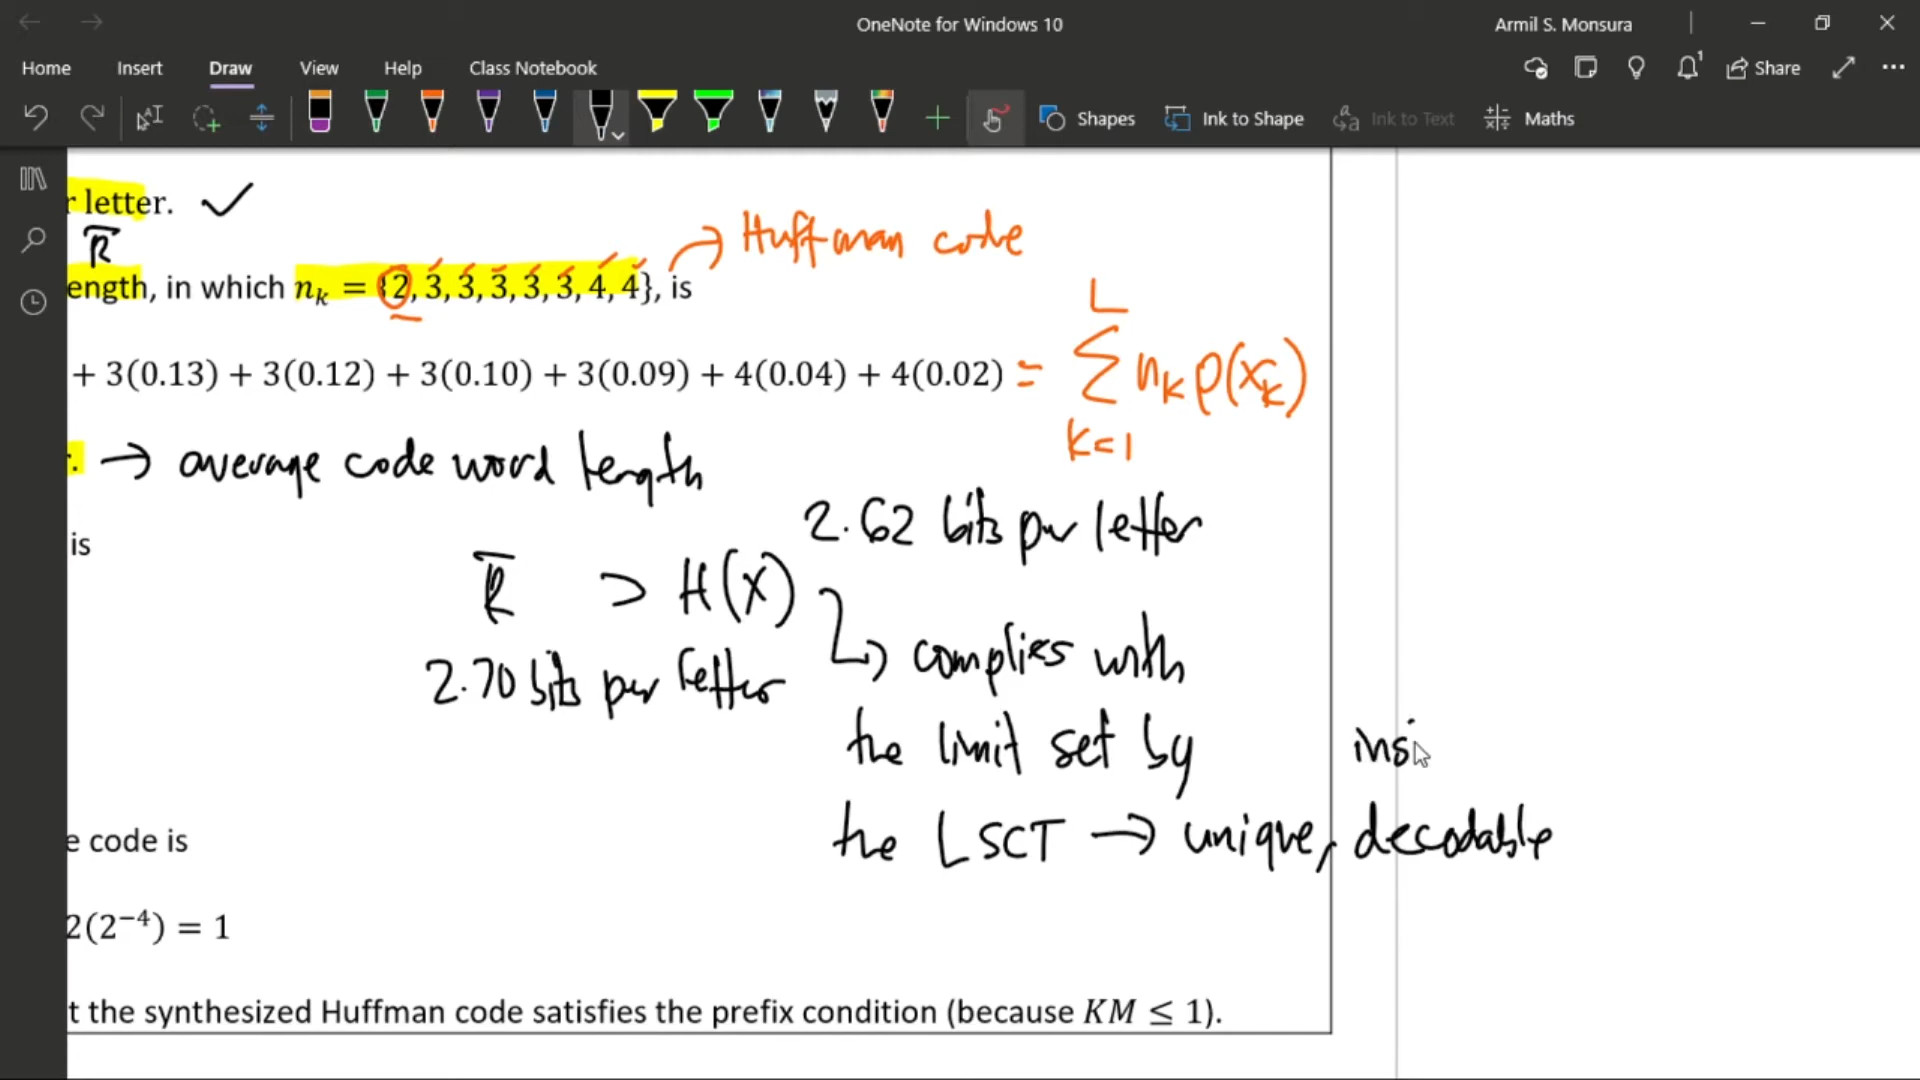 OneNote for Windows 10
Armil S. Monsura
Home Insert Draw View Help Class Notebook
1
Share
Shapes Ink to Shape Ink to Text Maths
r letter.
R̅
Huffman code
ength, in which nₖ = {2, 3, 3, 3, 3, 3, 4, 4}, is
+ 3(0.13) + 3(0.12) + 3(0.10) + 3(0.09) + 4(0.04) + 4(0.02) = L ∑ k=1 nₖ p(xₖ)
. → average code word length
2.62 bits per letter
is
R̅ > H(X)
↳ complies with
2.70 bits per letter
the limit set by
insi
the LSCT → unique, decodable
e code is
2(2⁻⁴) = 1
t the synthesized Huffman code satisfies the prefix condition (because KM ≤ 1).